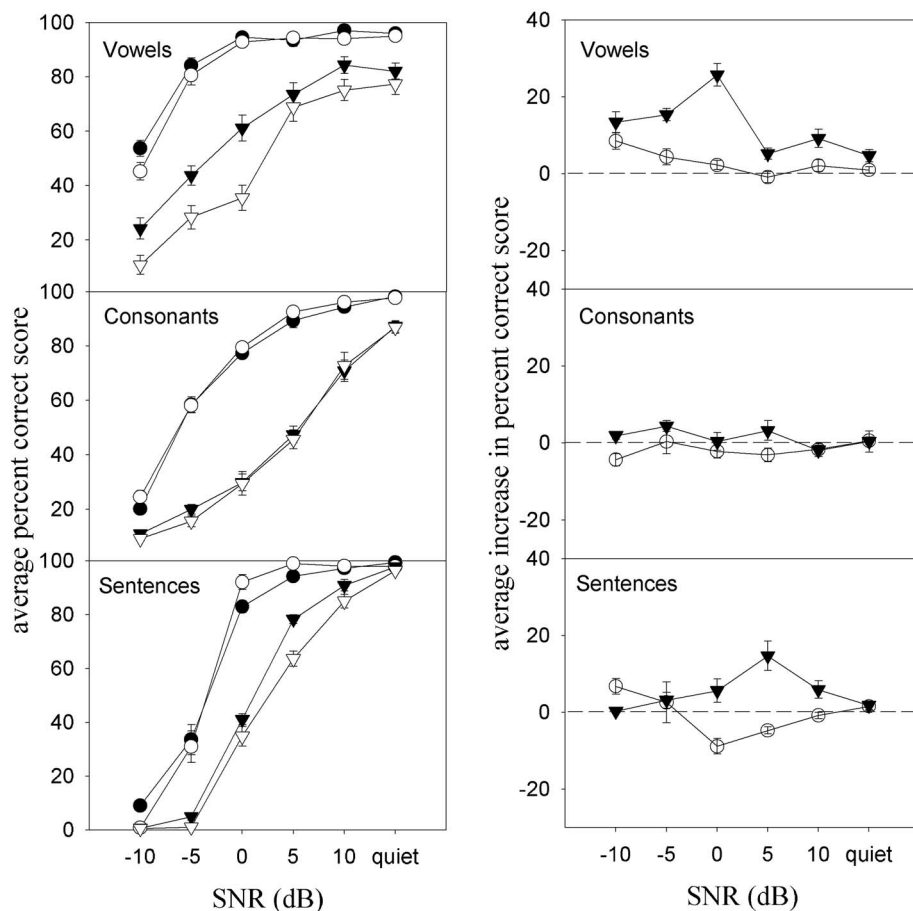 average percent correct score
100
80
60
40
20
Vowels
100
80
60
40
20
Consonants
100
80
60
40
20
0
Sentences
-10 -5 0 5 10 quiet
SNR (dB)
average increase in percent correct score
40
20
0
-20
Vowels
40
20
0
-20
Consonants
40
20
0
-20
Sentences
-10 -5 0 5 10 quiet
SNR (dB)